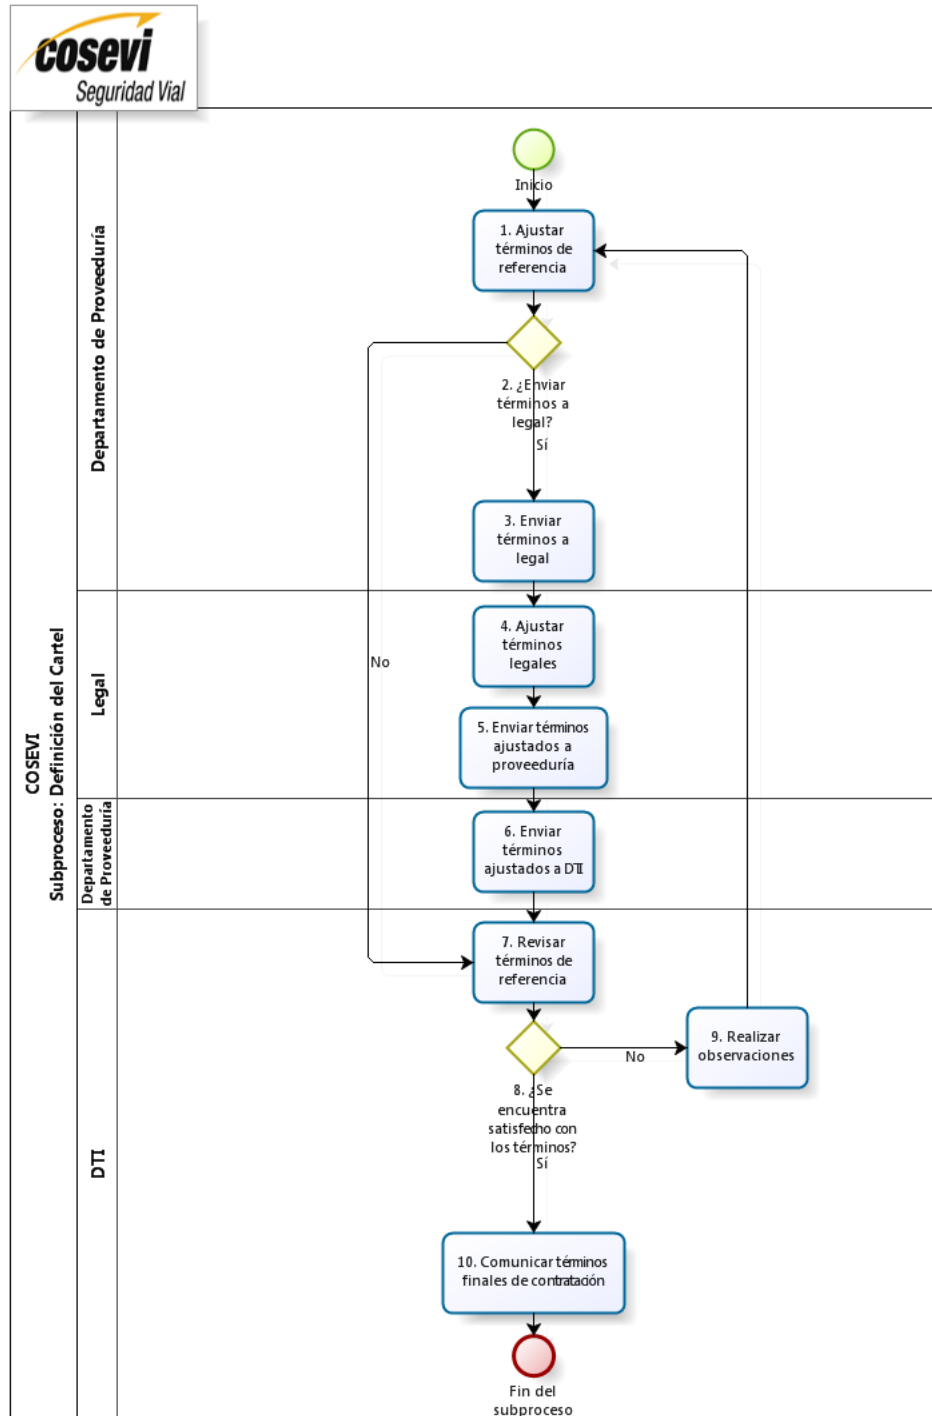 cosevi
Seguridad Vial
COSEVI
Subproceso: Definición del Cartel
Departamento de Proveeduría
Inicio
1. Ajustar
términos de
referencia
2. ¿Enviar
términos a
legal?
Sí
No
3. Enviar
términos a
legal
Legal
4. Ajustar
términos
legales
5. Enviar términos
ajustados a
proveeduría
Departamento
de Proveeduría
6. Enviar
términos
ajustados a DTI
DTI
7. Revisar
términos de
referencia
8. ¿Se
encuentra
satisfecho con
los términos?
No
Sí
9. Realizar
observaciones
10. Comunicar términos
finales de contratación
Fin del
subproceso